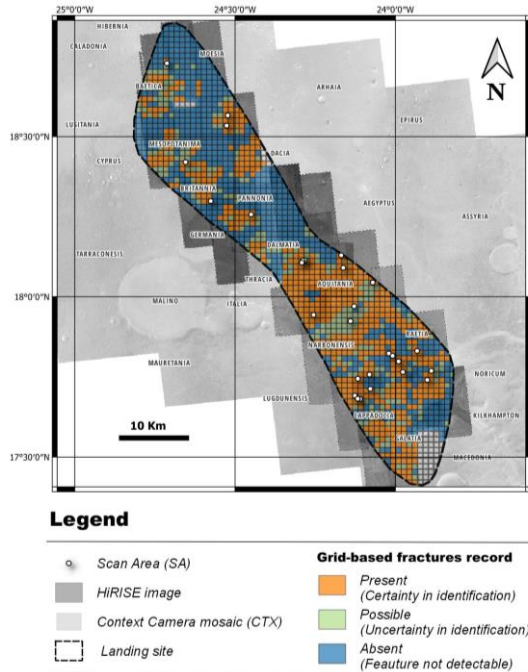 25°0'0"W
24°30'0"W
24°0'0"W
HIBERNIA
CALADONIA
MOESIA
ARHAIA
BAETICA
EPIRUS
LUSITANIA
18°30'0"N
MESOPOTANIMA
CYPRUS
DACIA
BRITANNIA
PANNONIA
AEGYPTUS
ASSYRIA
GERMANIA
DALMATIA
TARRACONESIS
THRACIA
AQUITANIA
18°0'0"N
MALINO
ITALIA
RAETIA
NARBONENSIS
MAURETANIA
NORICUM
LUGDUNENSIS
CAPPADOCIA
KILKHAMPTON
10 Km
GALATIA
17°30'0"N
MACEDONIA
N
Legend
Scan Area (SA)
HiRISE image
Context Camera mosaic (CTX)
Landing site
Grid-based fractures record
Present
(Certainty in identification)
Possible
(Uncertainty in identification)
Absent
(Feauture not detectable)